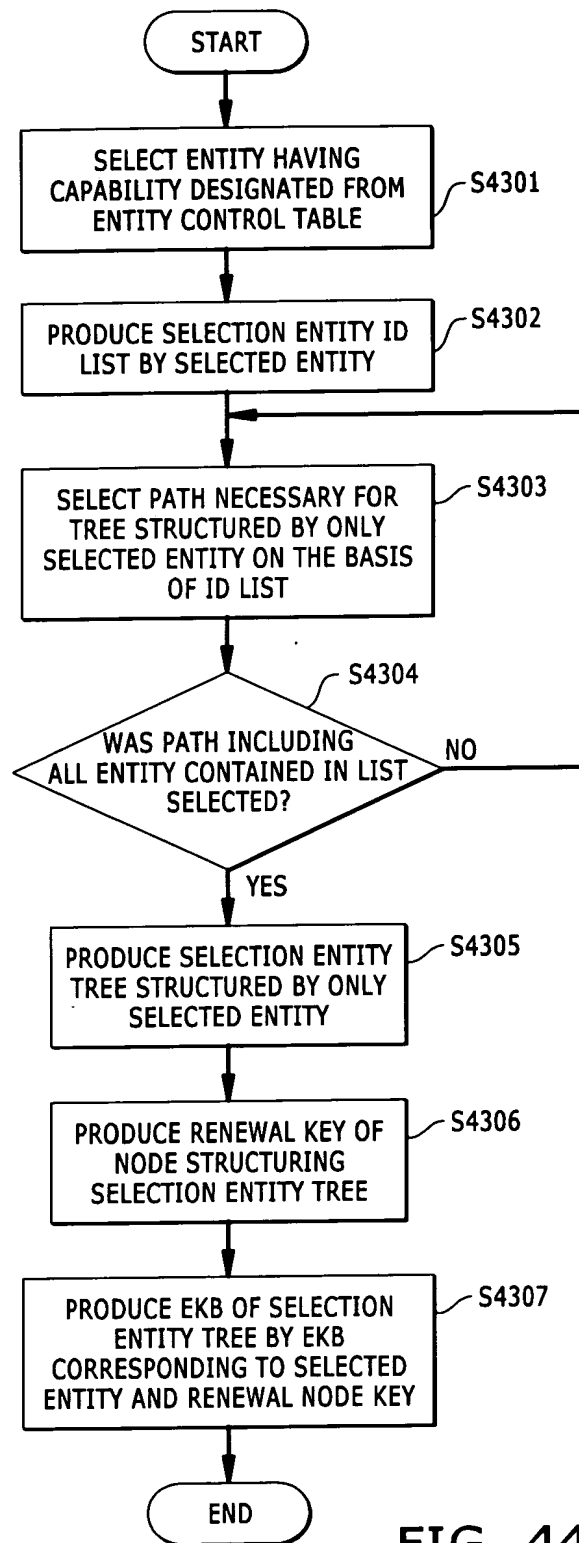 START
SELECT ENTITY HAVING
CAPABILITY DESIGNATED FROM
ENTITY CONTROL TABLE
S4301
PRODUCE SELECTION ENTITY ID
LIST BY SELECTED ENTITY
S4302
SELECT PATH NECESSARY FOR
TREE STRUCTURED BY ONLY
SELECTED ENTITY ON THE BASIS
OF ID LIST
S4303
S4304
WAS PATH INCLUDING
ALL ENTITY CONTAINED IN LIST
SELECTED?
NO
YES
PRODUCE SELECTION ENTITY
TREE STRUCTURED BY ONLY
SELECTED ENTITY
S4305
PRODUCE RENEWAL KEY OF
NODE STRUCTURING
SELECTION ENTITY TREE
S4306
PRODUCE EKB OF SELECTION
ENTITY TREE BY EKB
CORRESPONDING TO SELECTED
ENTITY AND RENEWAL NODE KEY
S4307
END
FIG. 44